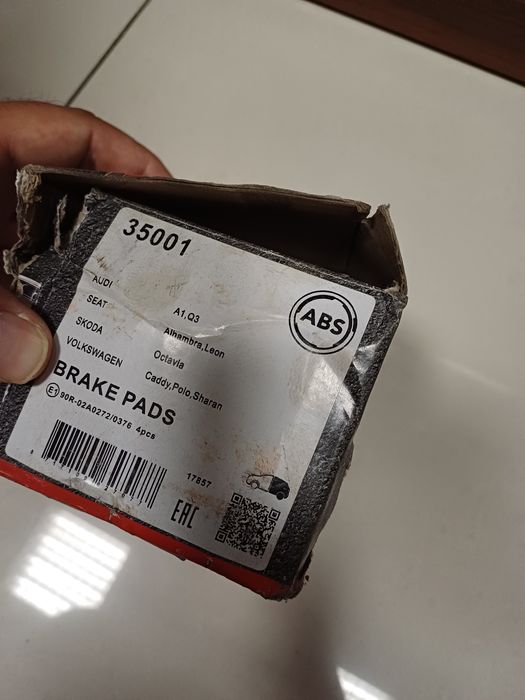 35001
ABS
AUDI A1,Q3
SEAT Alhambra,Leon
SKODA Octavia
VOLKSWAGEN Caddy,Polo,Sharan
BRAKE PADS
E1 90R-02A0272/0376 4pcs
17857
EAC